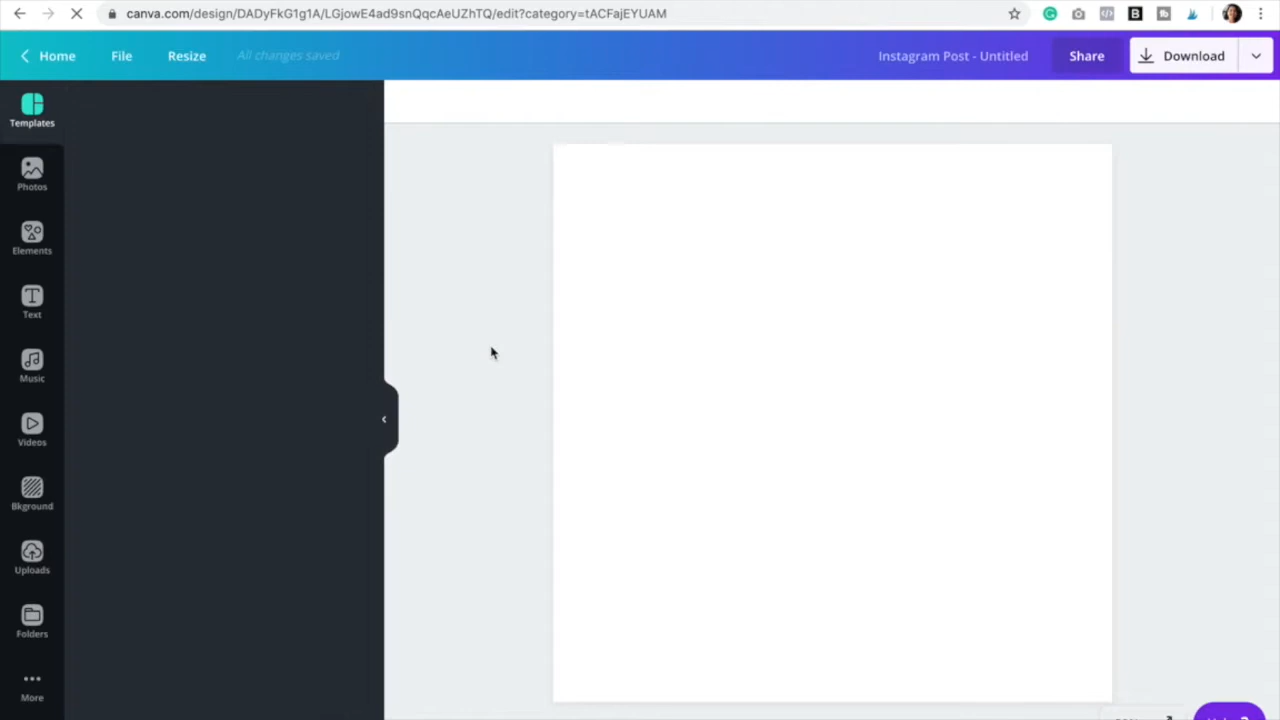 canva.com/design/DADyFkG1g1A/LGjowE4ad9snQqcAeUZhTQ/edit?category=tACFajEYUAM
Home File Resize All changes saved Instagram Post - Untitled Share Download
Templates
Photos
Elements
Text
Music
Videos
Bkground
Uploads
Folders
More